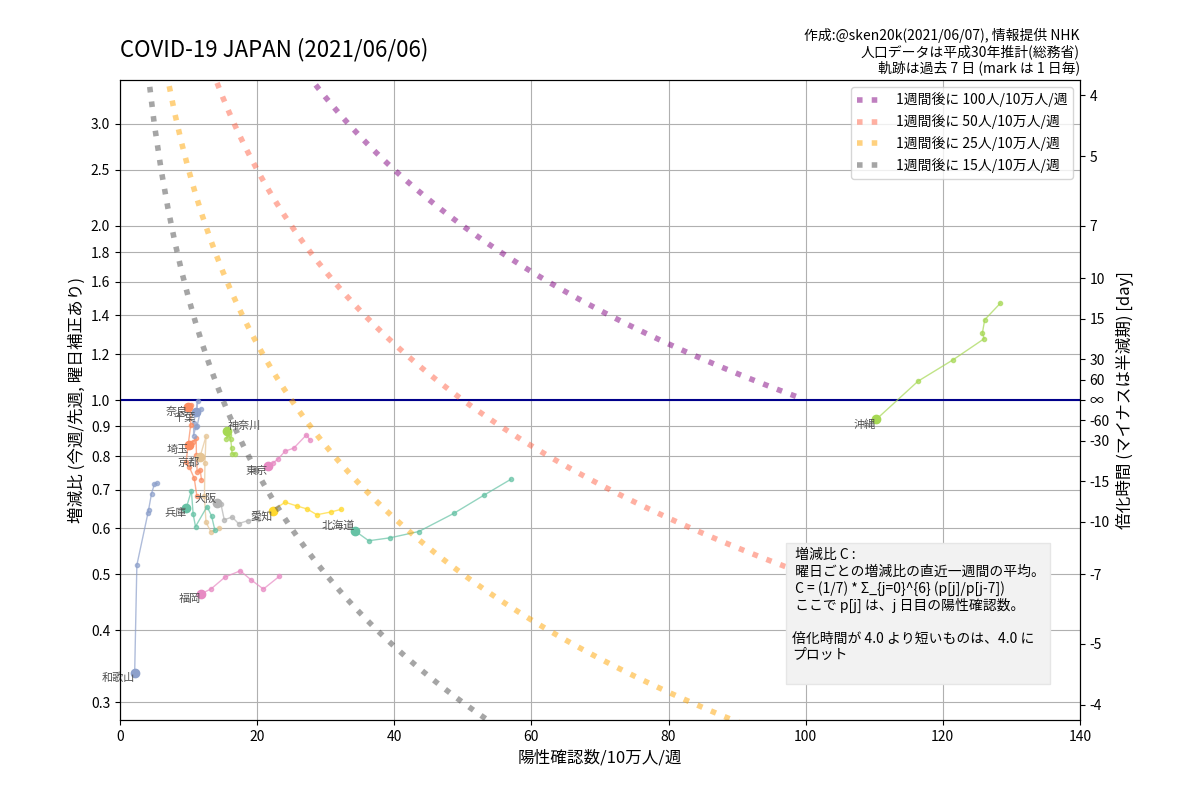 COVID-19 JAPAN (2021/06/06)
作成:@sken20k(2021/06/07), 情報提供 NHK
人口データは平成30年推計(総務省)
軌跡は過去 7 日 (mark は 1 日毎)
1週間後に 100人/10万人/週
1週間後に 50人/10万人/週
1週間後に 25人/10万人/週
1週間後に 15人/10万人/週
増減比 (今週/先週, 曜日補正あり)
3.0
2.5
2.0
1.8
1.6
1.4
1.2
1.0
0.9
0.8
0.7
0.6
0.5
0.4
0.3
奈良
千葉
神奈川
埼玉
京都
東京
大阪
兵庫
愛知
北海道
福岡
和歌山
沖縄
4
5
7
10
15
30
60
∞
-60
-30
-15
-10
-7
-5
-4
倍化時間 (マイナスは半減期) [day]
増減比 C :
曜日ごとの増減比の直近一週間の平均。
C = (1/7) * Σ_{j=0}^{6} (p[j]/p[j-7])
ここで p[j] は、j 日目の陽性確認数。
倍化時間が 4.0 より短いものは、4.0 に
プロット
0 20 40 60 80 100 120 140
陽性確認数/10万人/週